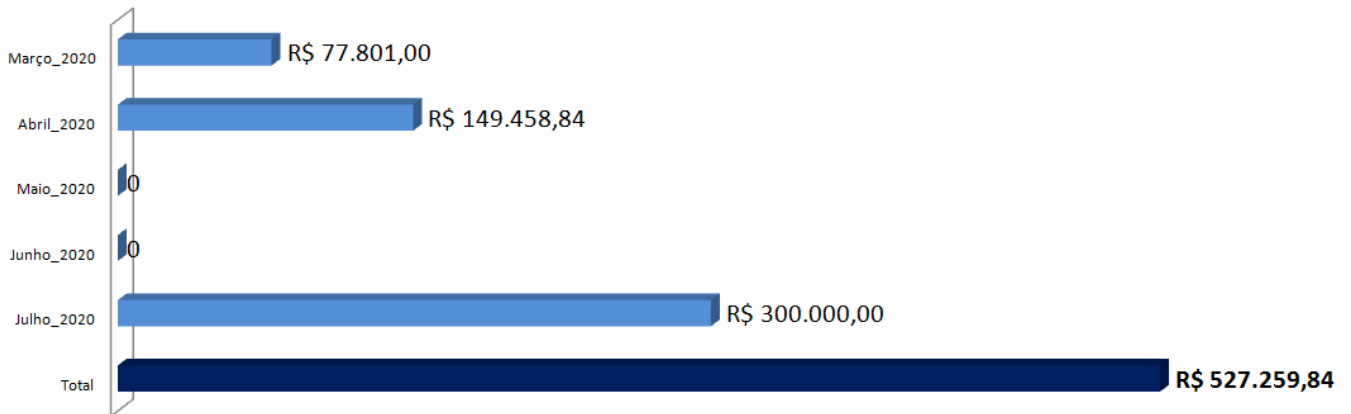 Março_2020 R$ 77.801,00
Abril_2020 R$ 149.458,84
Maio_2020 0
Junho_2020 0
Julho_2020 R$ 300.000,00
Total R$ 527.259,84